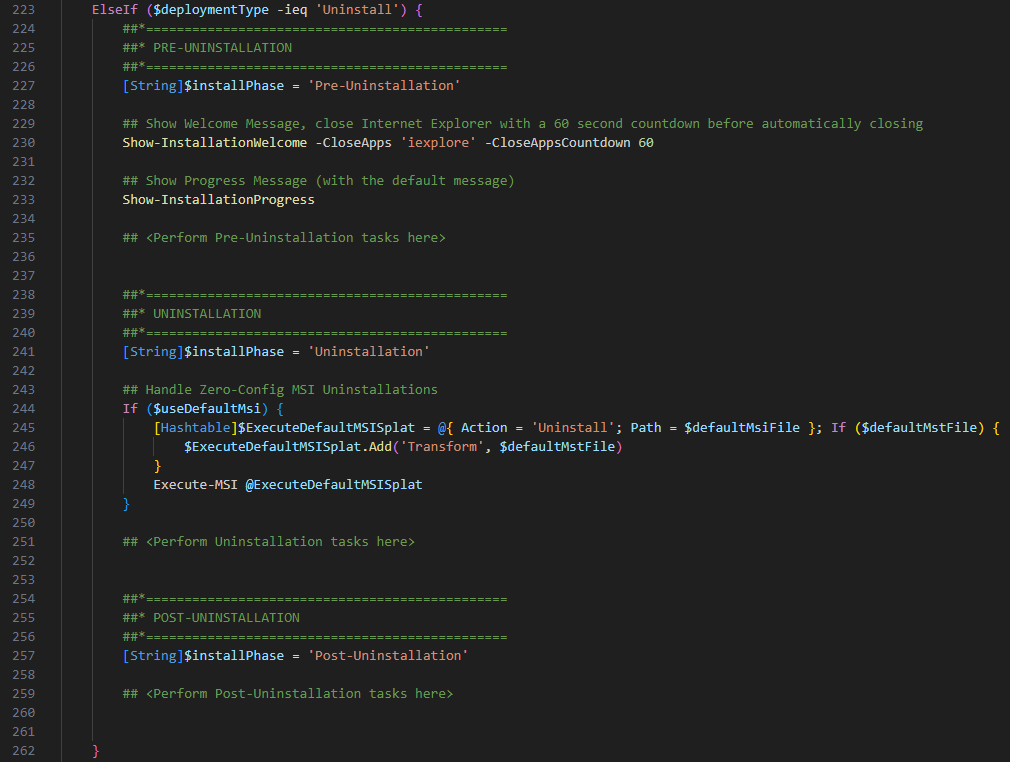 223 ElseIf ($deploymentType -ieq 'Uninstall') {
224 ##*===============================================
225 ##* PRE-UNINSTALLATION
226 ##*===============================================
227 [String]$installPhase = 'Pre-Uninstallation'
228
229 ## Show Welcome Message, close Internet Explorer with a 60 second countdown before automatically closing
230 Show-InstallationWelcome -CloseApps 'iexplore' -CloseAppsCountdown 60
231
232 ## Show Progress Message (with the default message)
233 Show-InstallationProgress
234
235 ## <Perform Pre-Uninstallation tasks here>
236
237
238 ##*===============================================
239 ##* UNINSTALLATION
240 ##*===============================================
241 [String]$installPhase = 'Uninstallation'
242
243 ## Handle Zero-Config MSI Uninstallations
244 If ($useDefaultMsi) {
245 [Hashtable]$ExecuteDefaultMSISplat = @{ Action = 'Uninstall'; Path = $defaultMsiFile }; If ($defaultMstFile) {
246 $ExecuteDefaultMSISplat.Add('Transform', $defaultMstFile)
247 }
248 Execute-MSI @ExecuteDefaultMSISplat
249 }
250
251 ## <Perform Uninstallation tasks here>
252
253
254 ##*===============================================
255 ##* POST-UNINSTALLATION
256 ##*===============================================
257 [String]$installPhase = 'Post-Uninstallation'
258
259 ## <Perform Post-Uninstallation tasks here>
260
261
262 }